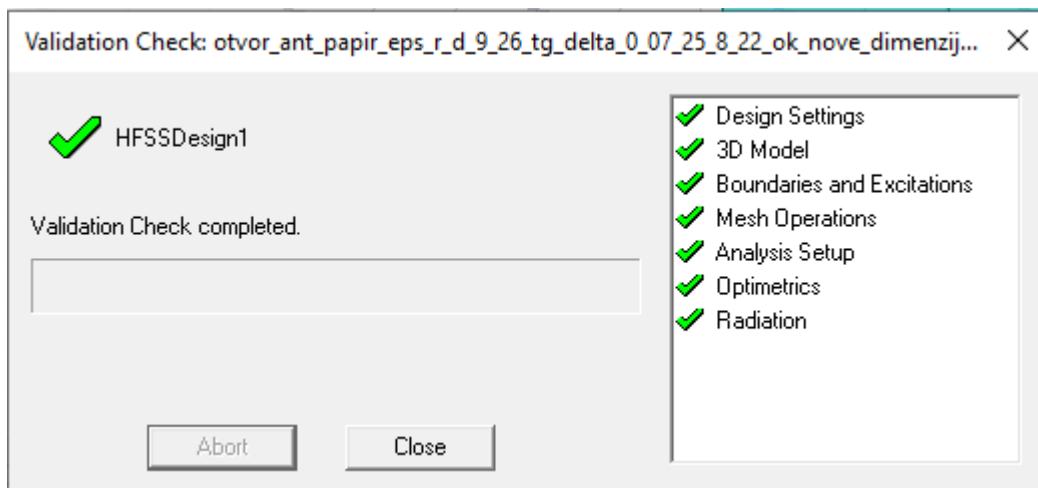 Validation Check: otvor_ant_papir_eps_r_d_9_26_tg_delta_0_07_25_8_22_ok_nove_dimenzij...
HFSSDesign1
Validation Check completed.
Abort
Close
Design Settings
3D Model
Boundaries and Excitations
Mesh Operations
Analysis Setup
Optimetrics
Radiation